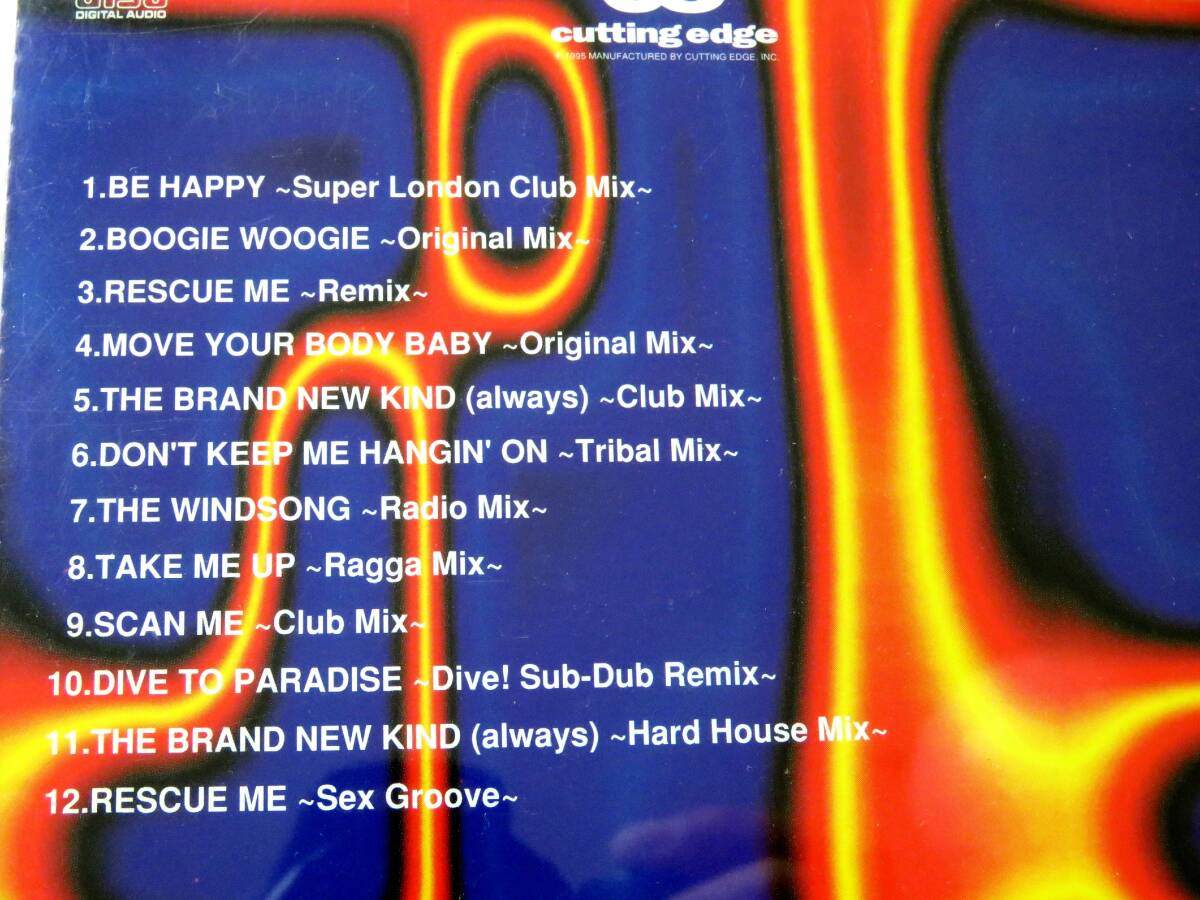 DIGITAL AUDIO
cutting edge
℗ 1995 MANUFACTURED BY CUTTING EDGE. INC.
1.BE HAPPY ~Super London Club Mix~
2.BOOGIE WOOGIE ~Original Mix~
3.RESCUE ME ~Remix~
4.MOVE YOUR BODY BABY ~Original Mix~
5.THE BRAND NEW KIND (always) ~Club Mix~
6.DON'T KEEP ME HANGIN' ON ~Tribal Mix~
7.THE WINDSONG ~Radio Mix~
8.TAKE ME UP ~Ragga Mix~
9.SCAN ME ~Club Mix~
10.DIVE TO PARADISE ~Dive! Sub-Dub Remix~
11.THE BRAND NEW KIND (always) ~Hard House Mix~
12.RESCUE ME ~Sex Groove~